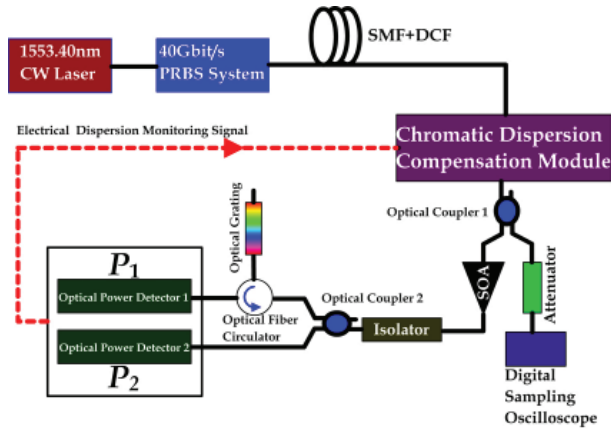 1553.40nm
CW Laser
40Gbit/s
PRBS System
SMF+DCF
Electrical Dispersion Monitoring Signal
Chromatic Dispersion
Compensation Module
Optical Coupler 1
Optical Grating
SOA
Attenuator
P1
Optical Power Detector 1
Optical Coupler 2
Optical Fiber
Circulator
Isolator
Optical Power Detector 2
P2
Digital
Sampling
Oscilloscope